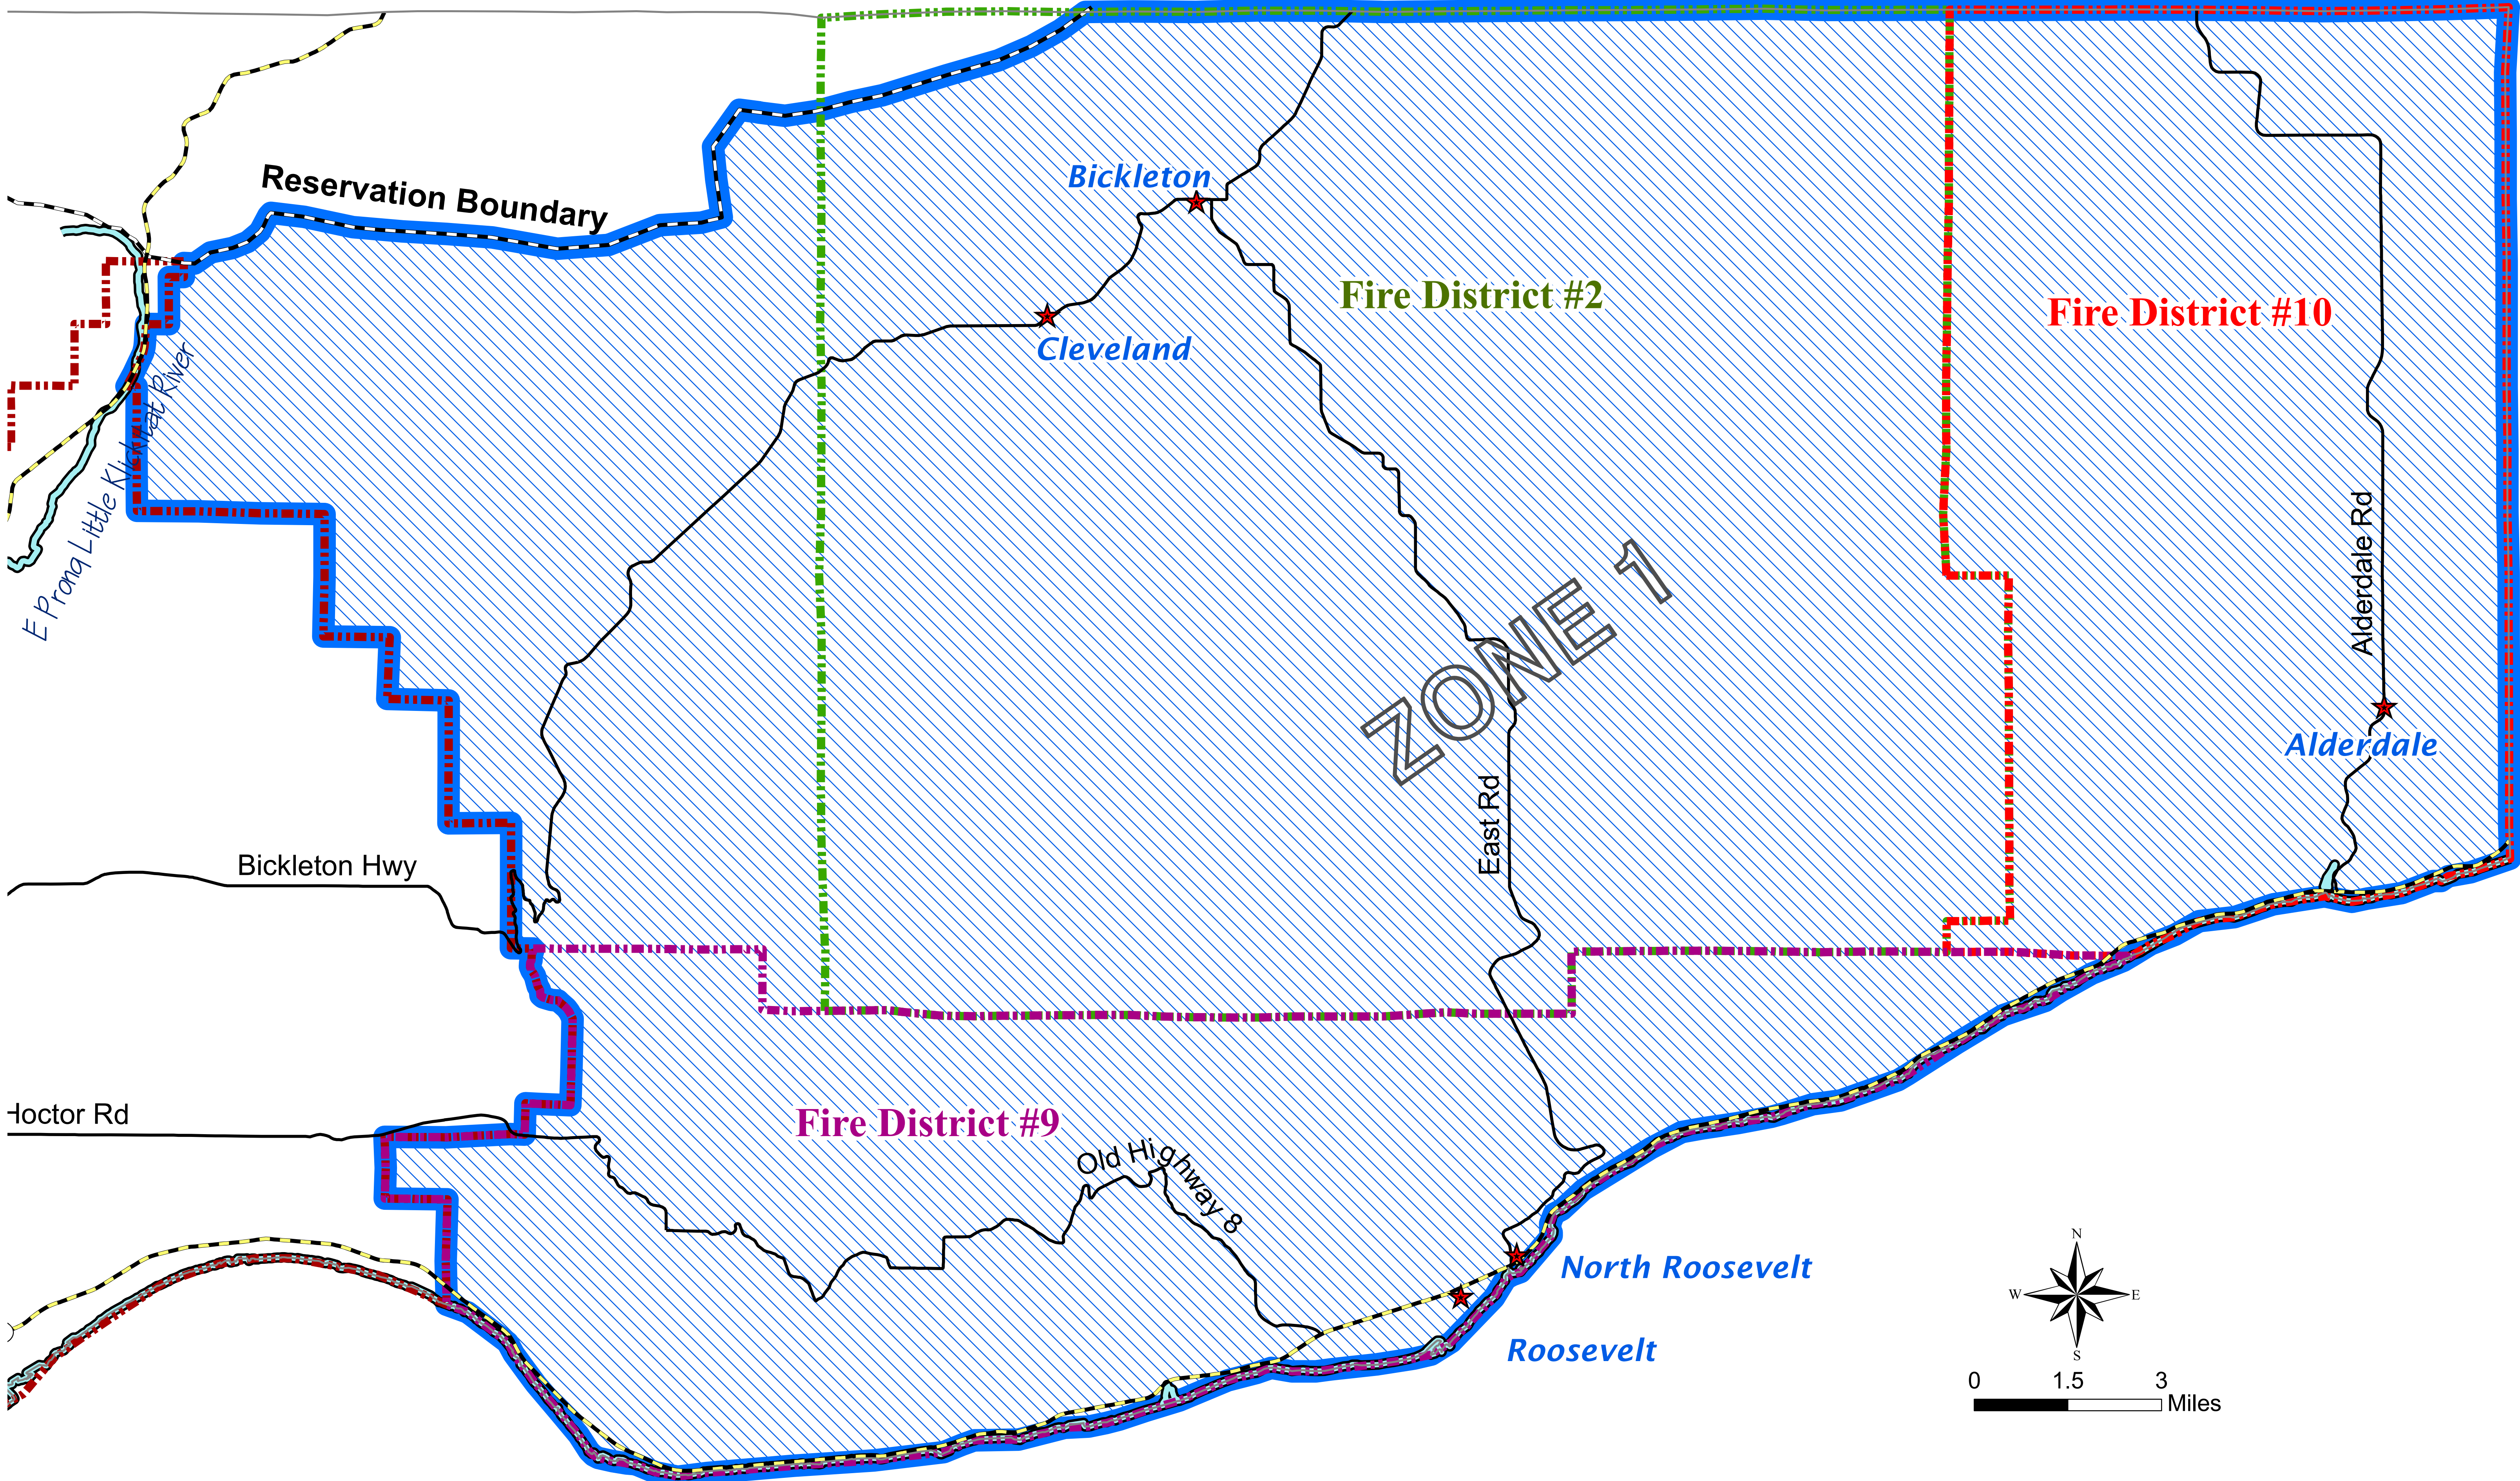 Reservation Boundary
Bickleton
Fire District #2
Fire District #10
Cleveland
E Prong Little Klickitat River
Alderdale Rd
ZONE 1
Alderdale
East Rd
Bickleton Hwy
Hoctor Rd
Fire District #9
Old Highway 8
North Roosevelt
Roosevelt
N
W E
S
0 1.5 3
Miles